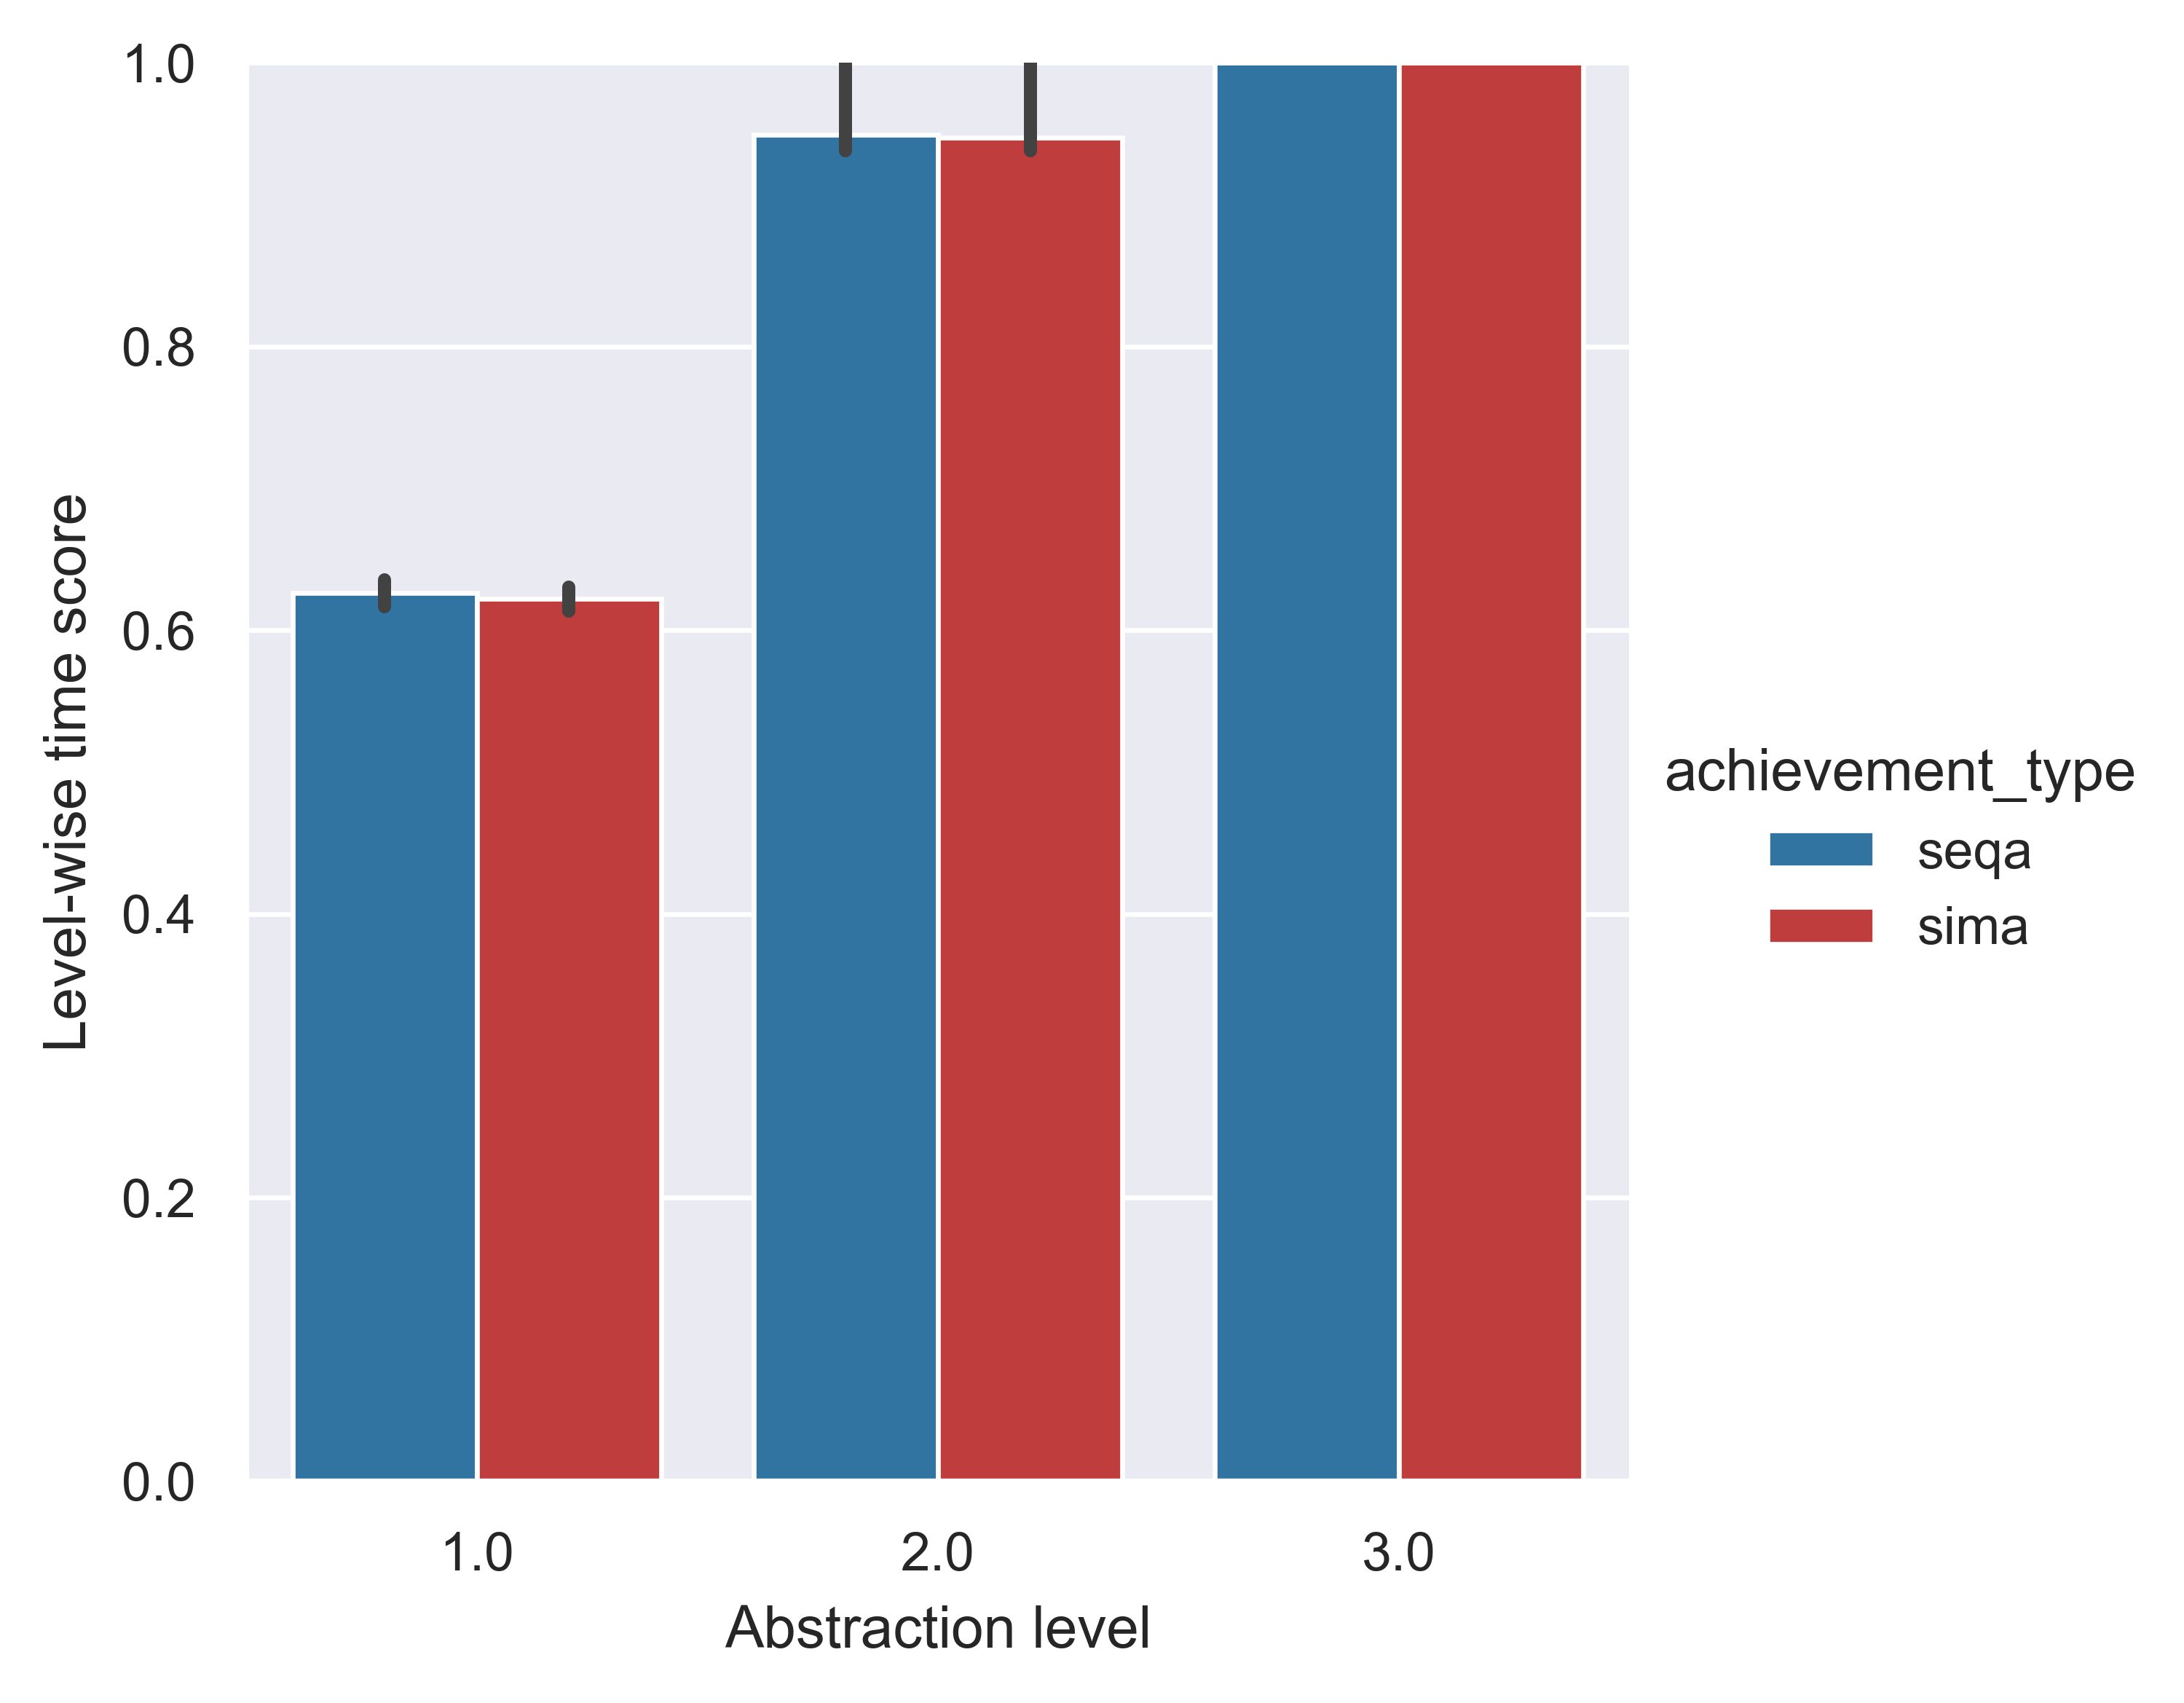 1.0
0.8
0.6
0.4
0.2
0.0
Level-wise time score
1.0 2.0 3.0
Abstraction level
achievement_type
seqa
sima